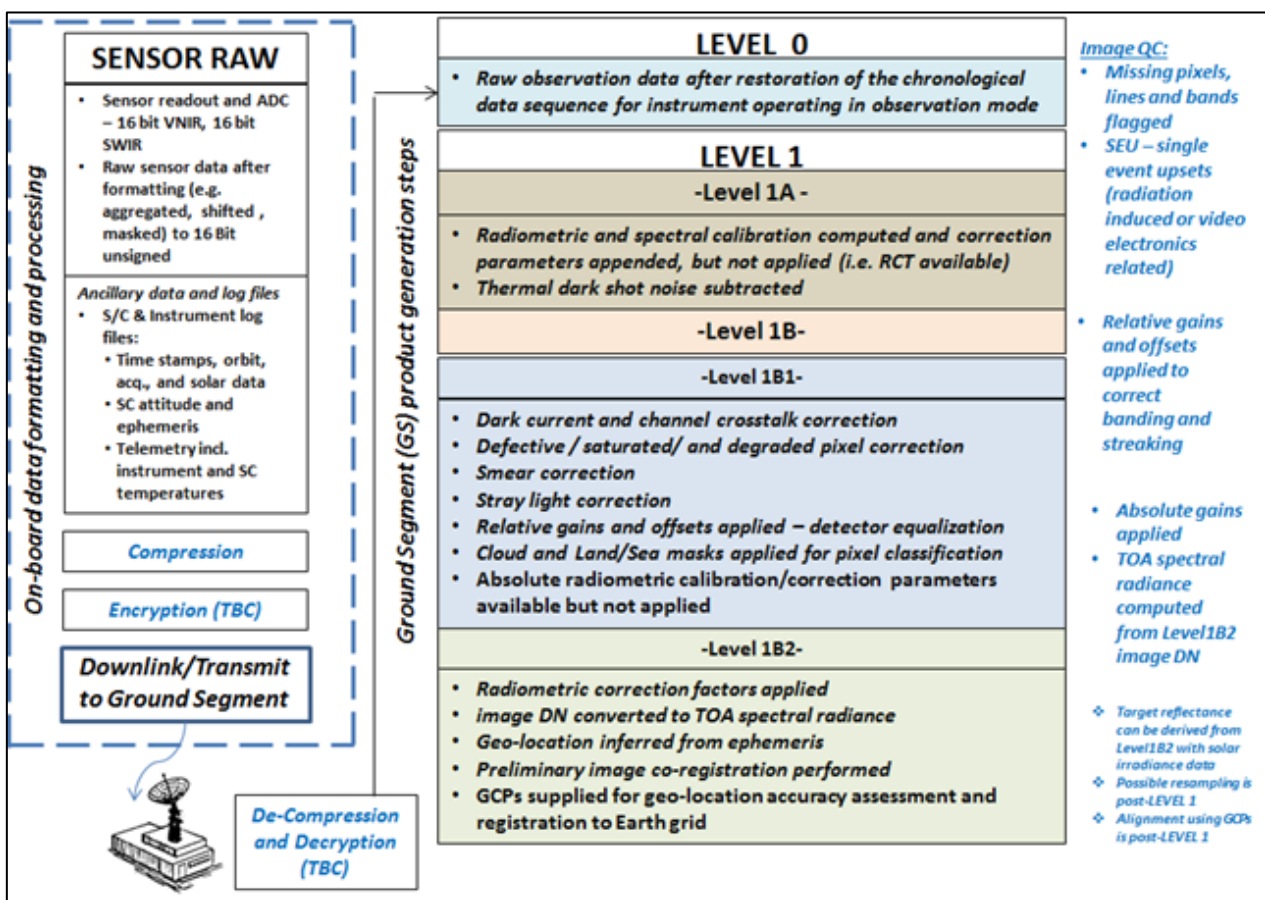 On-board data formatting and processing
SENSOR RAW
• Sensor readout and ADC
– 16 bit VNIR, 16 bit
SWIR
• Raw sensor data after
formatting (e.g.
aggregated, shifted ,
masked) to 16 Bit
unsigned
Ancillary data and log files
• S/C & Instrument log
files:
• Time stamps, orbit,
acq., and solar data
• SC attitude and
ephemeris
• Telemetry incl.
instrument and SC
temperatures
Compression
Encryption (TBC)
Downlink/Transmit
to Ground Segment
De-Compression
and Decryption
(TBC)
Ground Segment (GS) product generation steps
LEVEL 0
• Raw observation data after restoration of the chronological
data sequence for instrument operating in observation mode
LEVEL 1
-Level 1A -
• Radiometric and spectral calibration computed and correction
parameters appended, but not applied (i.e. RCT available)
• Thermal dark shot noise subtracted
-Level 1B-
-Level 1B1-
• Dark current and channel crosstalk correction
• Defective / saturated/ and degraded pixel correction
• Smear correction
• Stray light correction
• Relative gains and offsets applied – detector equalization
• Cloud and Land/Sea masks applied for pixel classification
• Absolute radiometric calibration/correction parameters
available but not applied
-Level 1B2-
• Radiometric correction factors applied
• image DN converted to TOA spectral radiance
• Geo-location inferred from ephemeris
• Preliminary image co-registration performed
• GCPs supplied for geo-location accuracy assessment and
registration to Earth grid
Image QC:
• Missing pixels,
lines and bands
flagged
• SEU – single
event upsets
(radiation
induced or video
electronics
related)
• Relative gains
and offsets
applied to
correct
banding and
streaking
• Absolute gains
applied
• TOA spectral
radiance
computed
from Level1B2
image DN
❖ Target reflectance
can be derived from
Level1B2 with solar
irradiance data
❖ Possible resampling is
post-LEVEL 1
❖ Alignment using GCPs
is post-LEVEL 1